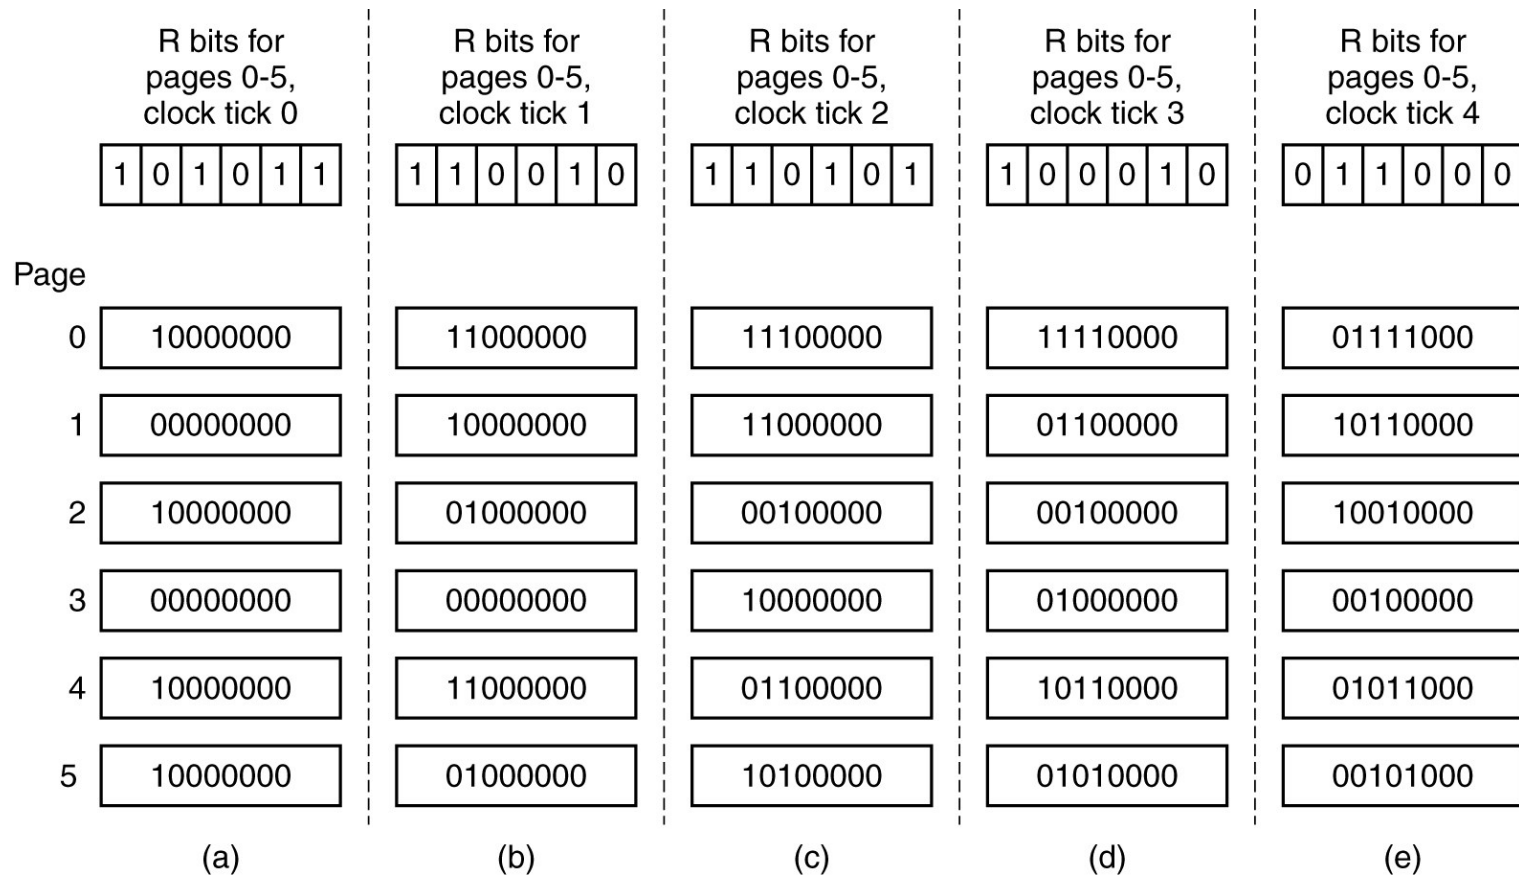 R bits for
pages 0-5,
clock tick 0
R bits for
pages 0-5,
clock tick 1
R bits for
pages 0-5,
clock tick 2
R bits for
pages 0-5,
clock tick 3
R bits for
pages 0-5,
clock tick 4
1 0 1 0 1 1
1 1 0 0 1 0
1 1 0 1 0 1
1 0 0 0 1 0
0 1 1 0 0 0
Page
0 10000000 11000000 11100000 11110000 01111000
1 00000000 10000000 11000000 01100000 10110000
2 10000000 01000000 00100000 00100000 10010000
3 00000000 00000000 10000000 01000000 00100000
4 10000000 11000000 01100000 10110000 01011000
5 10000000 01000000 10100000 01010000 00101000
(a) (b) (c) (d) (e)